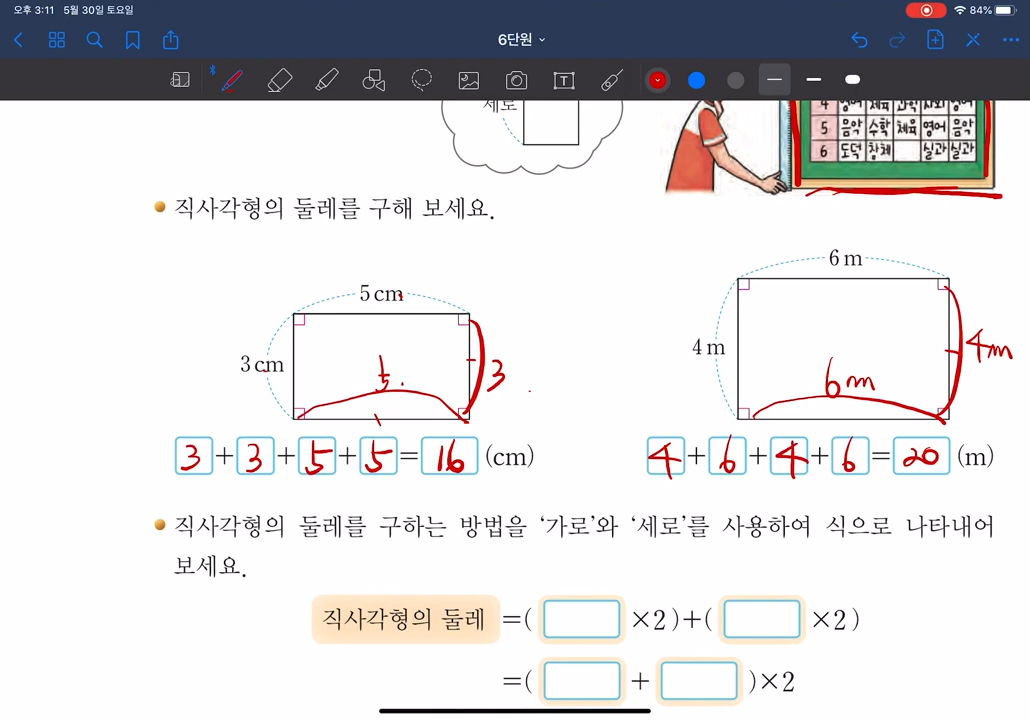 오후 3:11 5월 30일 토요일 84%
6단원
세로
4 영어 체육 과학 사회 영어
5 음악 수학 체육 영어 음악
6 도덕 창체 실과 실과
직사각형의 둘레를 구해 보세요.
5 cm
3 cm
5
3
6 m
4 m
6m
4m
3 + 3 + 5 + 5 = 16 (cm)
4 + 6 + 4 + 6 = 20 (m)
직사각형의 둘레를 구하는 방법을 ‘가로’와 ‘세로’를 사용하여 식으로 나타내어
보세요.
직사각형의 둘레 =( ×2)+( ×2)
=( + )×2